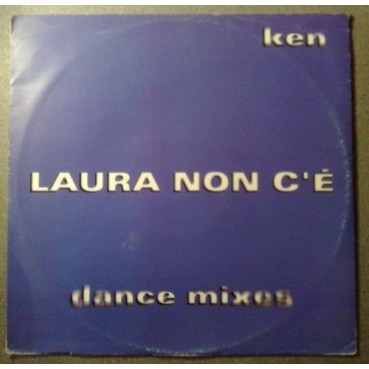 ken
LAURA NON C'É
dance mixes